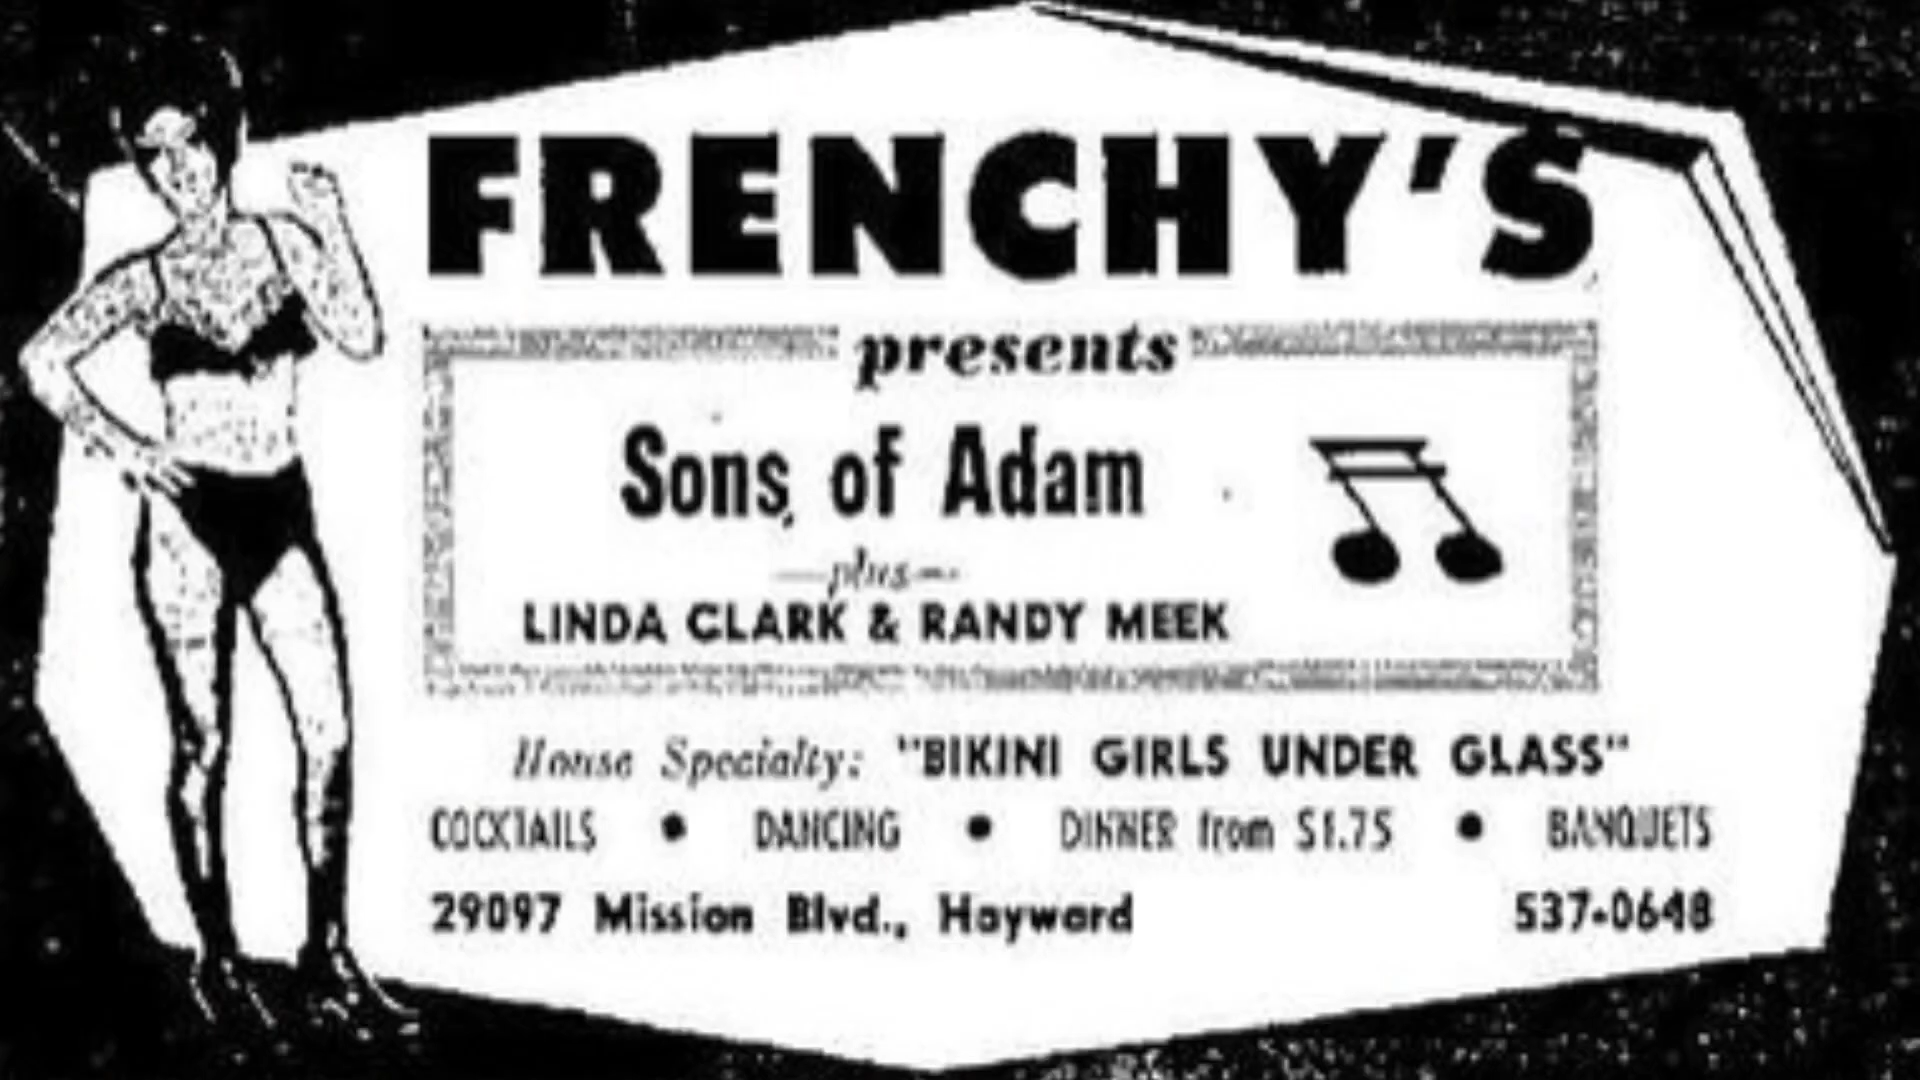 FRENCHY'S
presents
Sons of Adam
—plus—
LINDA CLARK & RANDY MEEK
House Specialty: "BIKINI GIRLS UNDER GLASS"
COCKTAILS • DANCING • DINNER from $1.75 • BANQUETS
29097 Mission Blvd., Hayward 537-0648